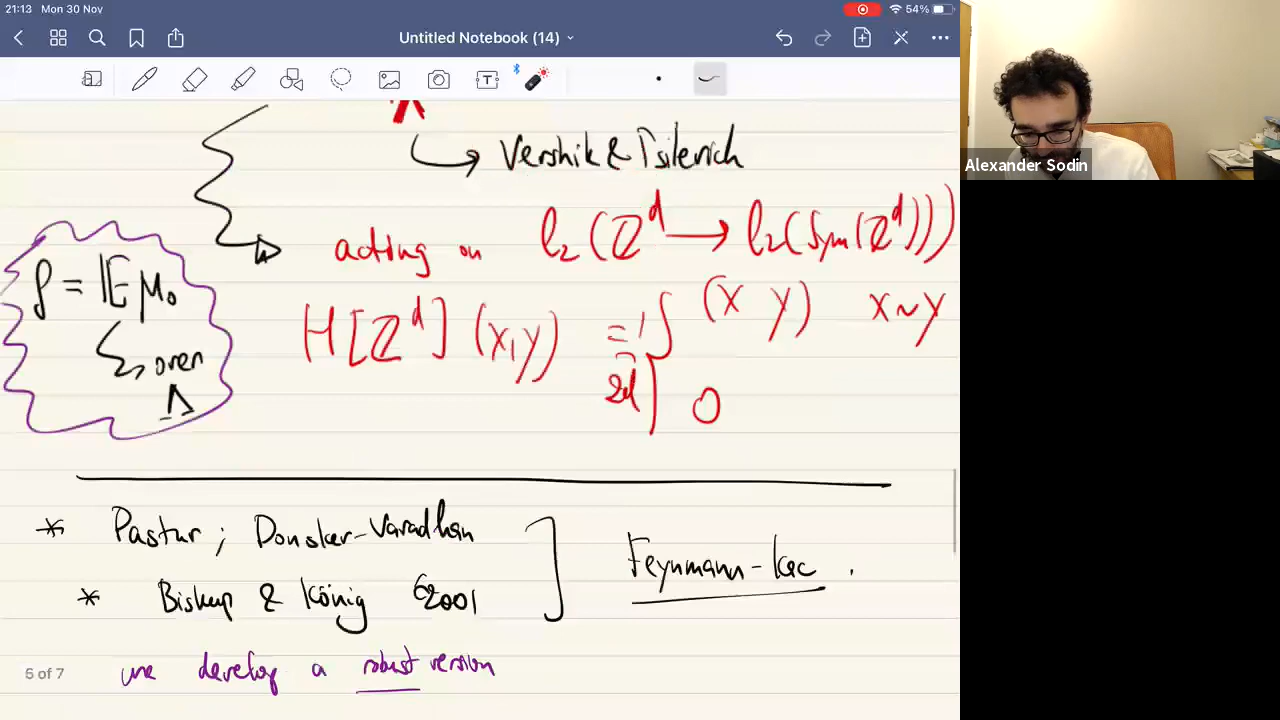 21:13 Mon 30 Nov
54%
Untitled Notebook (14)
Alexander Sodin
Vershik & Tsilevich
acting on l₂(ℤᵈ → l₂(Sym(ℤᵈ)))
ρ = 𝔼 μ₀
over
Λ
H[ℤᵈ](x,y) = 1/2d { (x y) x~y
0
* Pastur; Donsker-Varadhan
* Biskup & König 2001
Feynmann-Kac.
we develop a robust version
5 of 7